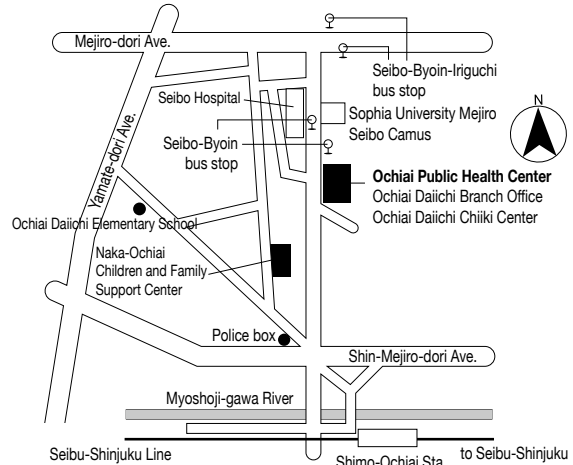 Mejiro-dori Ave.
Seibo-Byoin-Iriguchi
bus stop
Seibo Hospital
Sophia University Mejiro
Seibo Camus
N
Seibo-Byoin
bus stop
Yamate-dori Ave.
Ochiai Public Health Center
Ochiai Daiichi Branch Office
Ochiai Daiichi Chiiki Center
Ochiai Daiichi Elementary School
Naka-Ochiai
Children and Family
Support Center
Police box
Shin-Mejiro-dori Ave.
Myoshoji-gawa River
Seibu-Shinjuku Line
Shimo-Ochiai Sta
to Seibu-Shinjuku